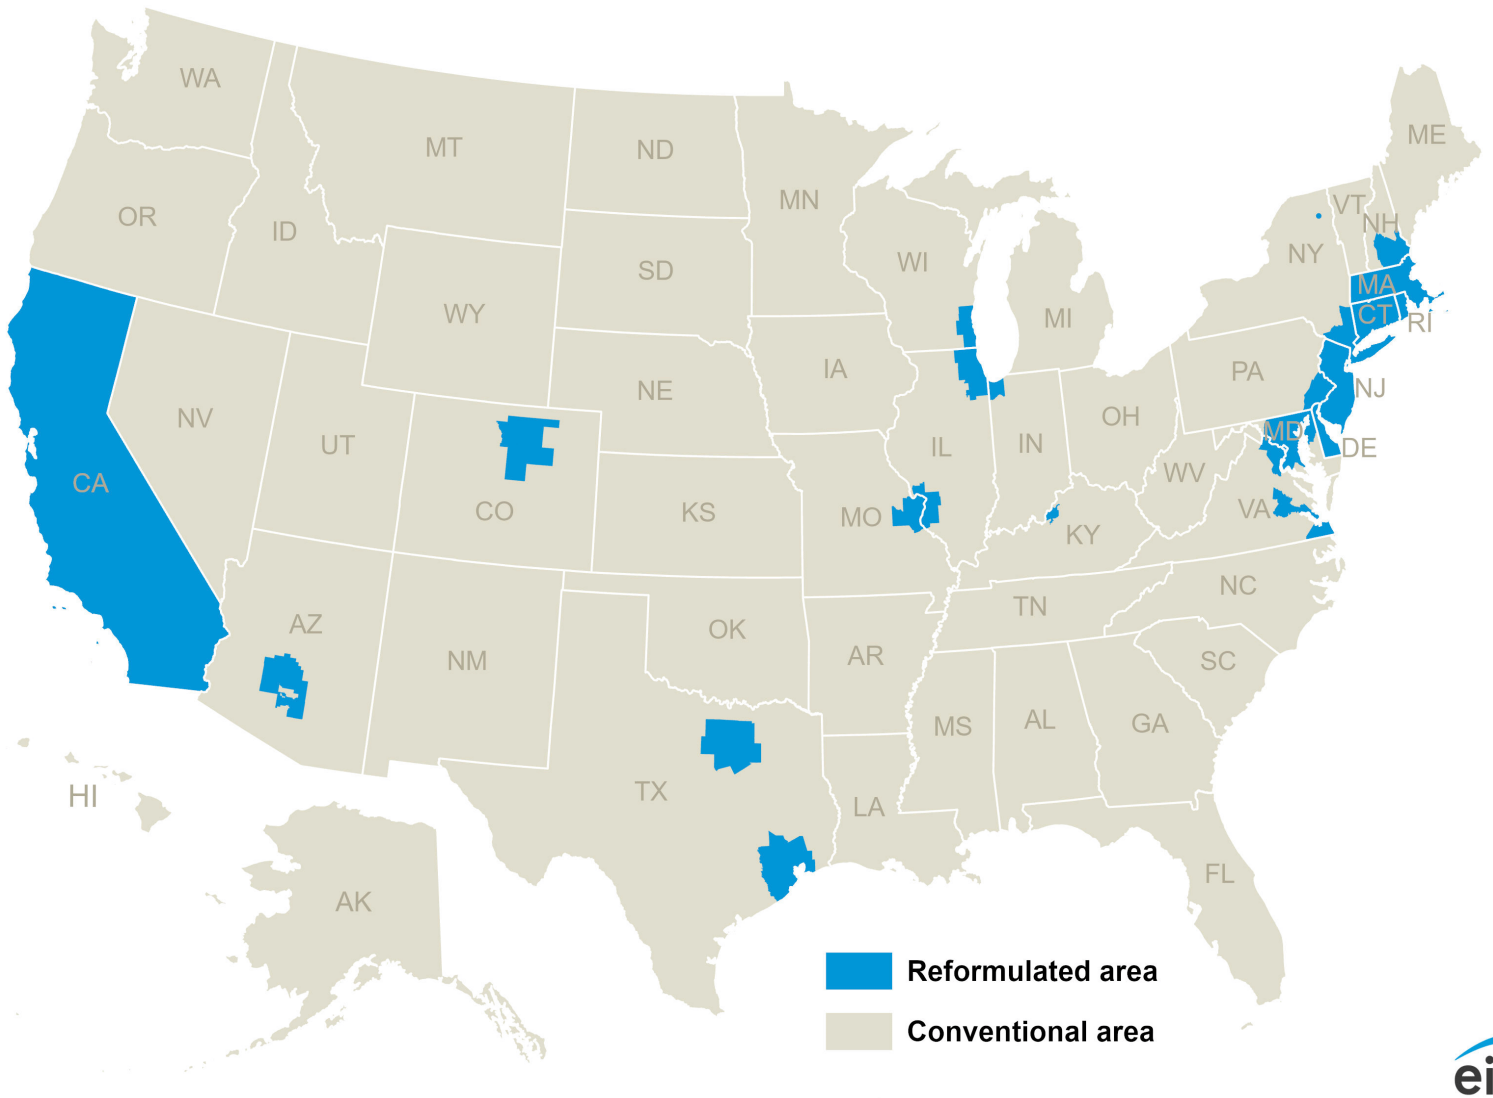 WA
MT
ND
MN
ME
OR
ID
SD
WI
MI
VT
NH
NY
MA
CT
RI
WY
IA
NE
PA
NJ
NV
UT
CO
KS
MO
IL
IN
OH
WV
MD
DE
VA
KY
CA
AZ
NM
OK
AR
TN
NC
SC
MS
AL
GA
TX
LA
FL
HI
AK
Reformulated area
Conventional area
ei